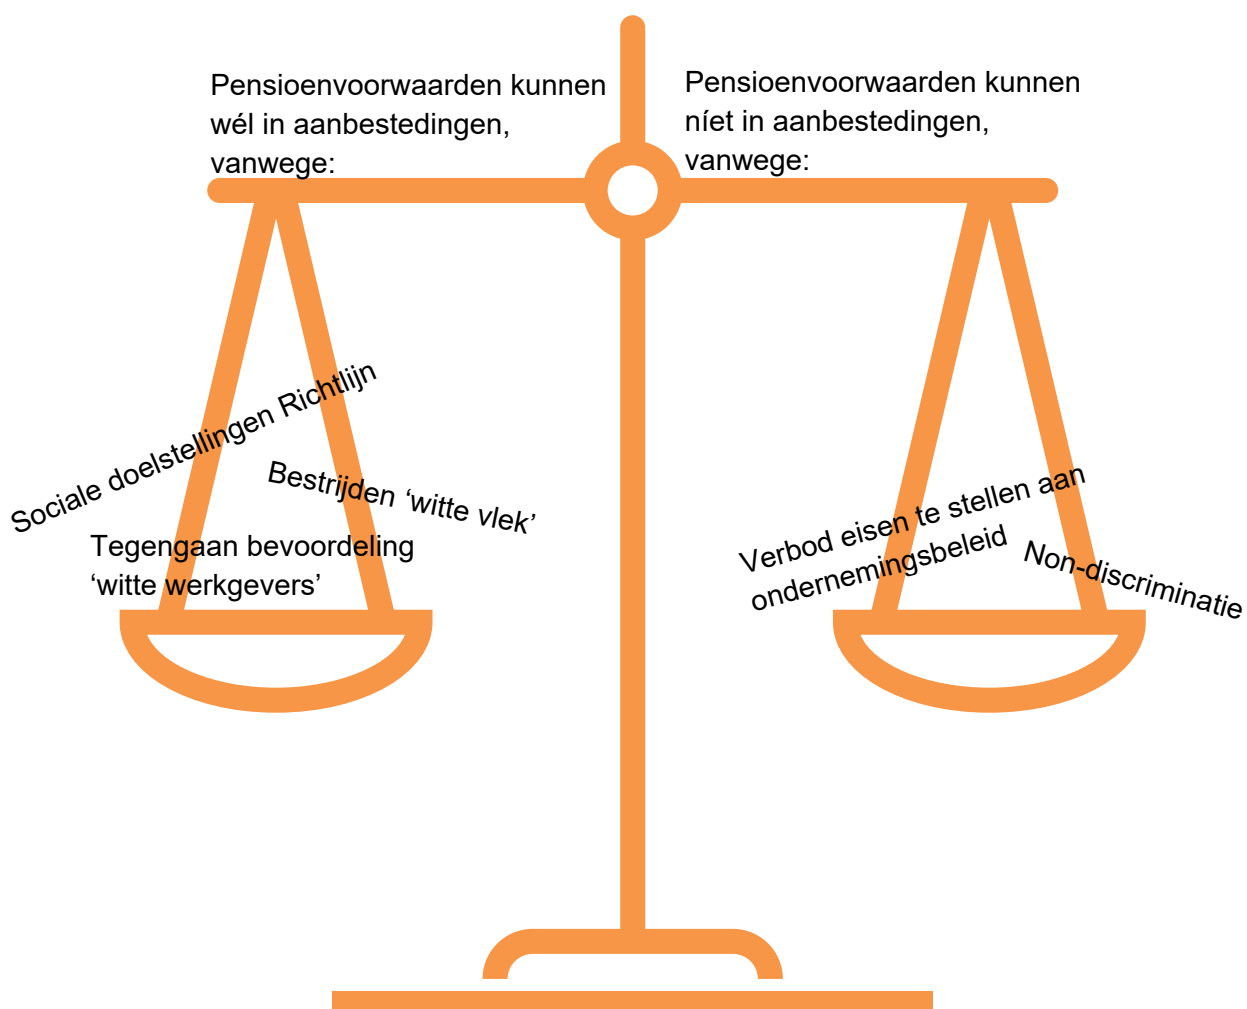 Pensioenvoorwaarden kunnen
wél in aanbestedingen,
vanwege:
Pensioenvoorwaarden kunnen
níet in aanbestedingen,
vanwege:
Sociale doelstellingen Richtlijn
Bestrijden ‘witte vlek’
Tegengaan bevoordeling
‘witte werkgevers’
Verbod eisen te stellen aan
ondernemingsbeleid
Non-discriminatie